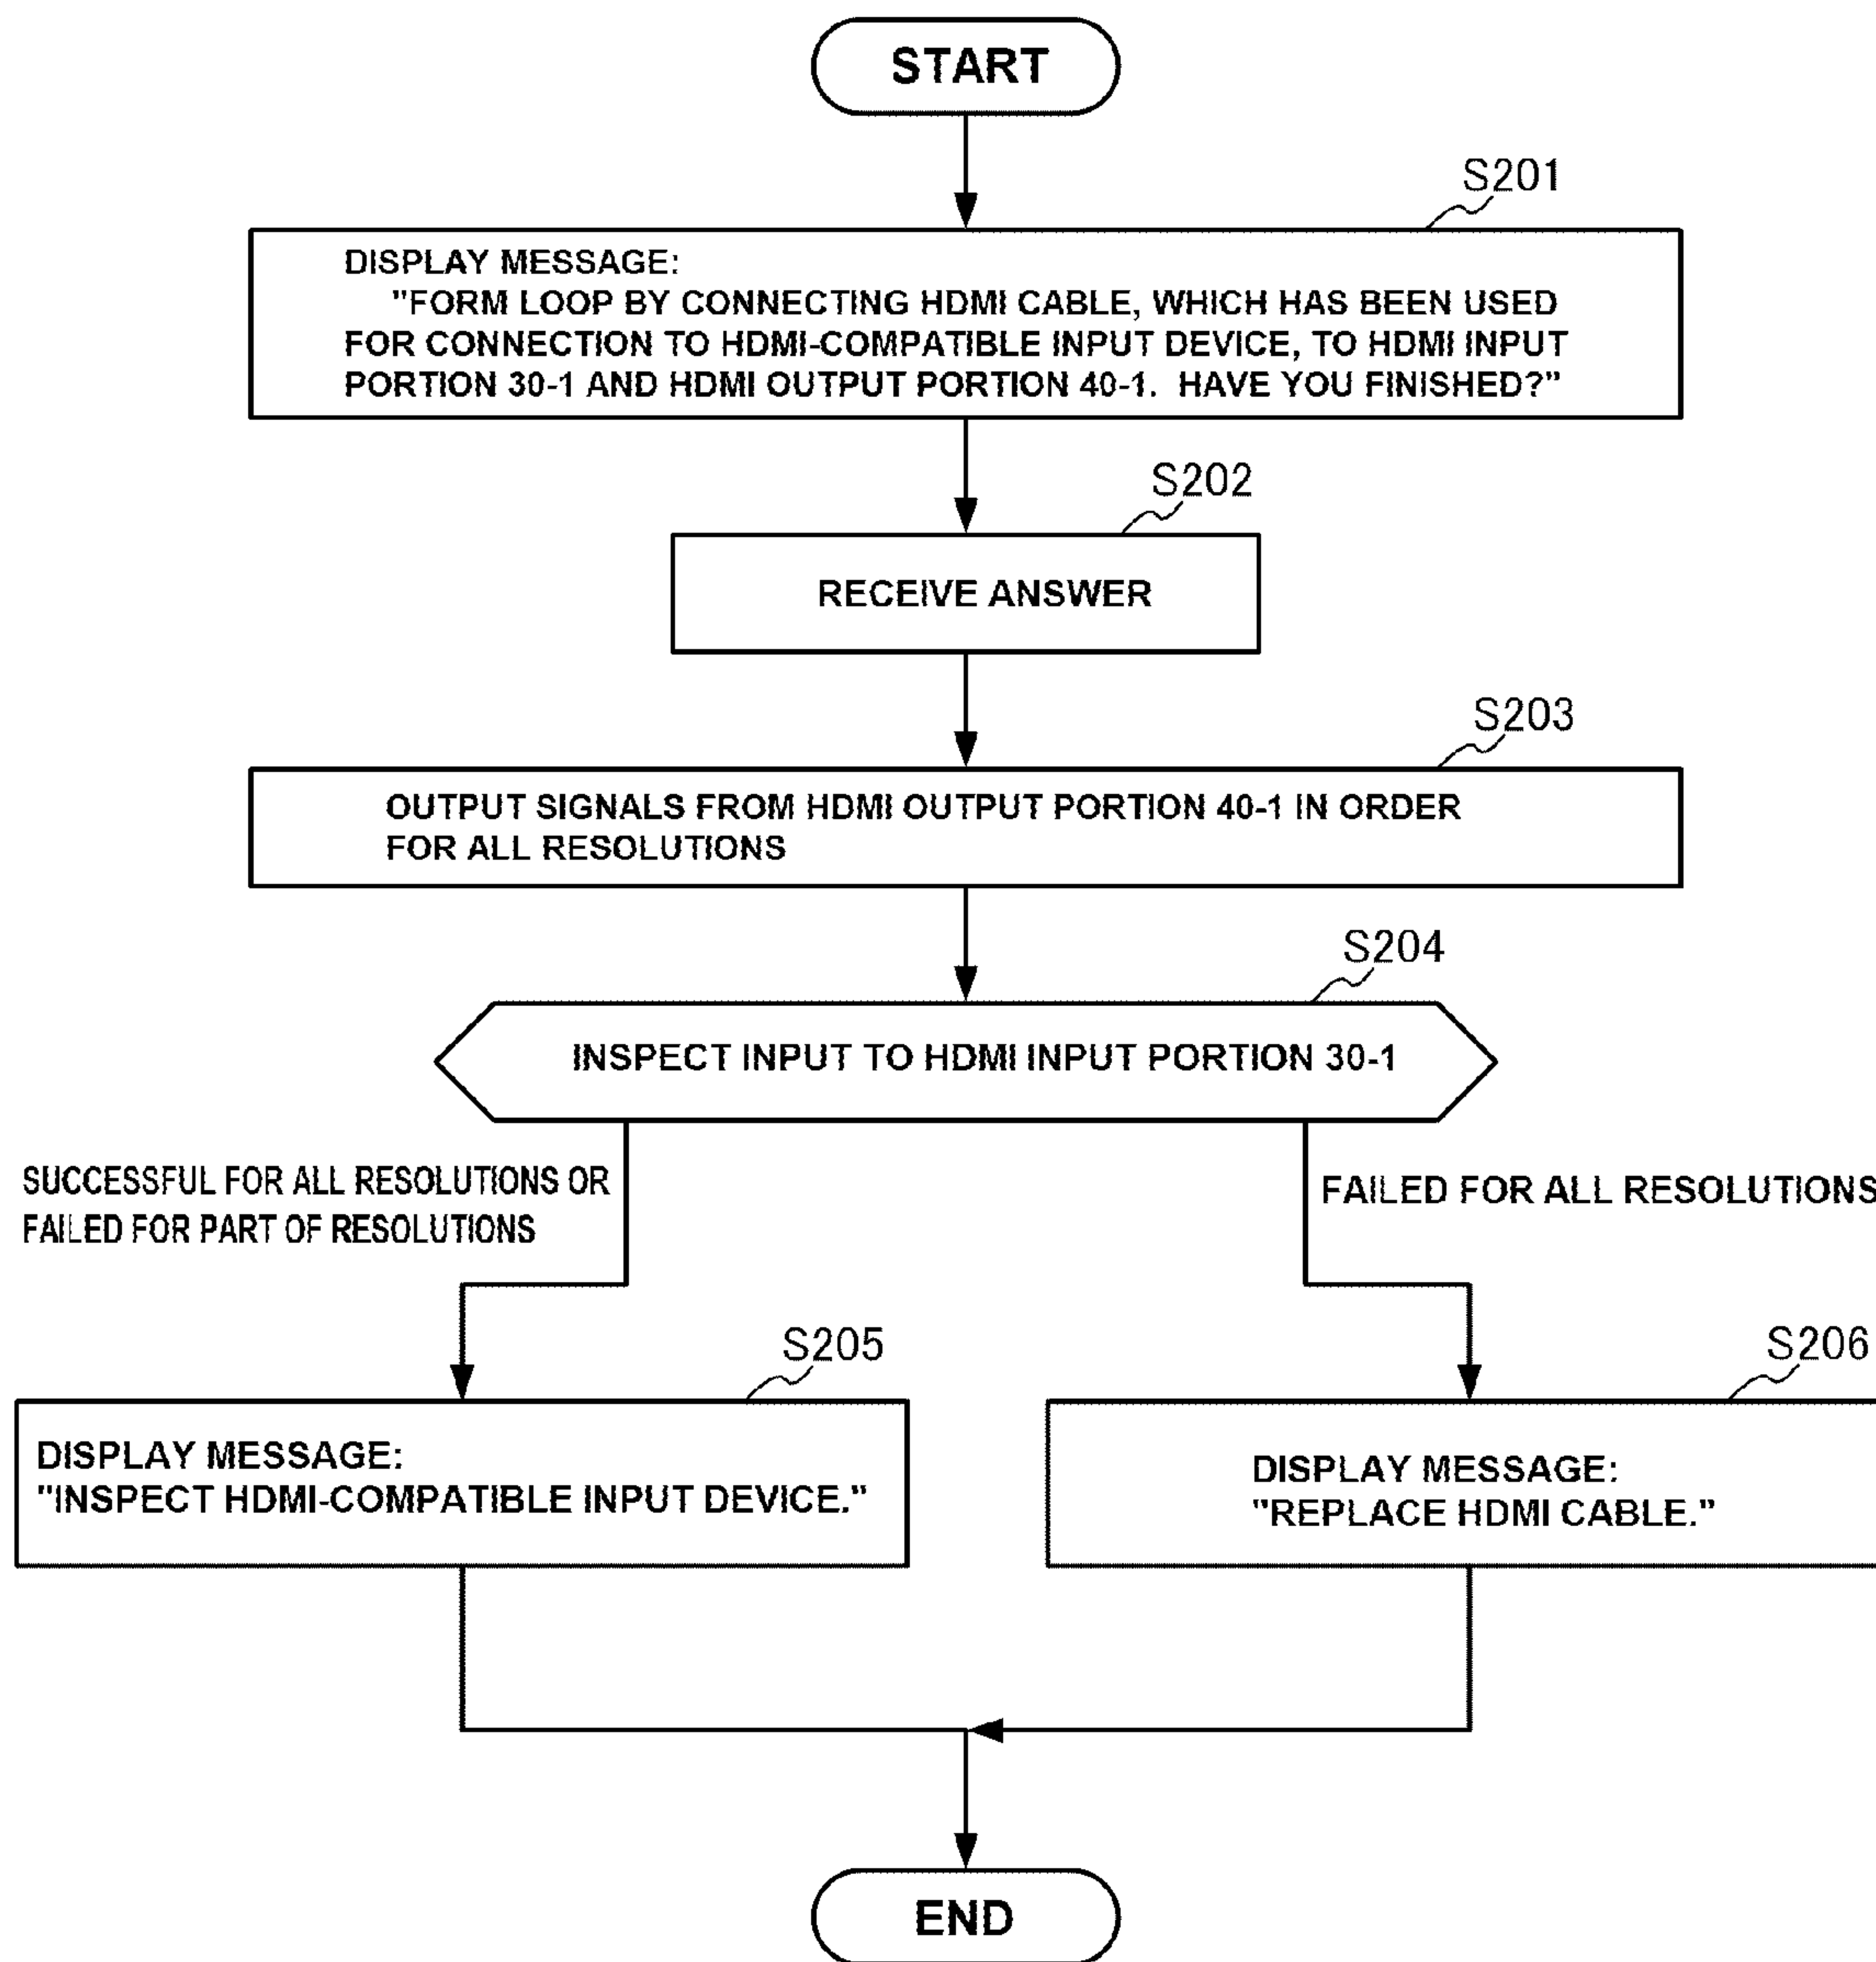 START
S201
DISPLAY MESSAGE:
"FORM LOOP BY CONNECTING HDMI CABLE, WHICH HAS BEEN USED
FOR CONNECTION TO HDMI-COMPATIBLE INPUT DEVICE, TO HDMI INPUT
PORTION 30-1 AND HDMI OUTPUT PORTION 40-1. HAVE YOU FINISHED?"
S202
RECEIVE ANSWER
S203
OUTPUT SIGNALS FROM HDMI OUTPUT PORTION 40-1 IN ORDER
FOR ALL RESOLUTIONS
S204
INSPECT INPUT TO HDMI INPUT PORTION 30-1
SUCCESSFUL FOR ALL RESOLUTIONS OR
FAILED FOR PART OF RESOLUTIONS
FAILED FOR ALL RESOLUTIONS
S205
DISPLAY MESSAGE:
"INSPECT HDMI-COMPATIBLE INPUT DEVICE."
S206
DISPLAY MESSAGE:
"REPLACE HDMI CABLE."
END